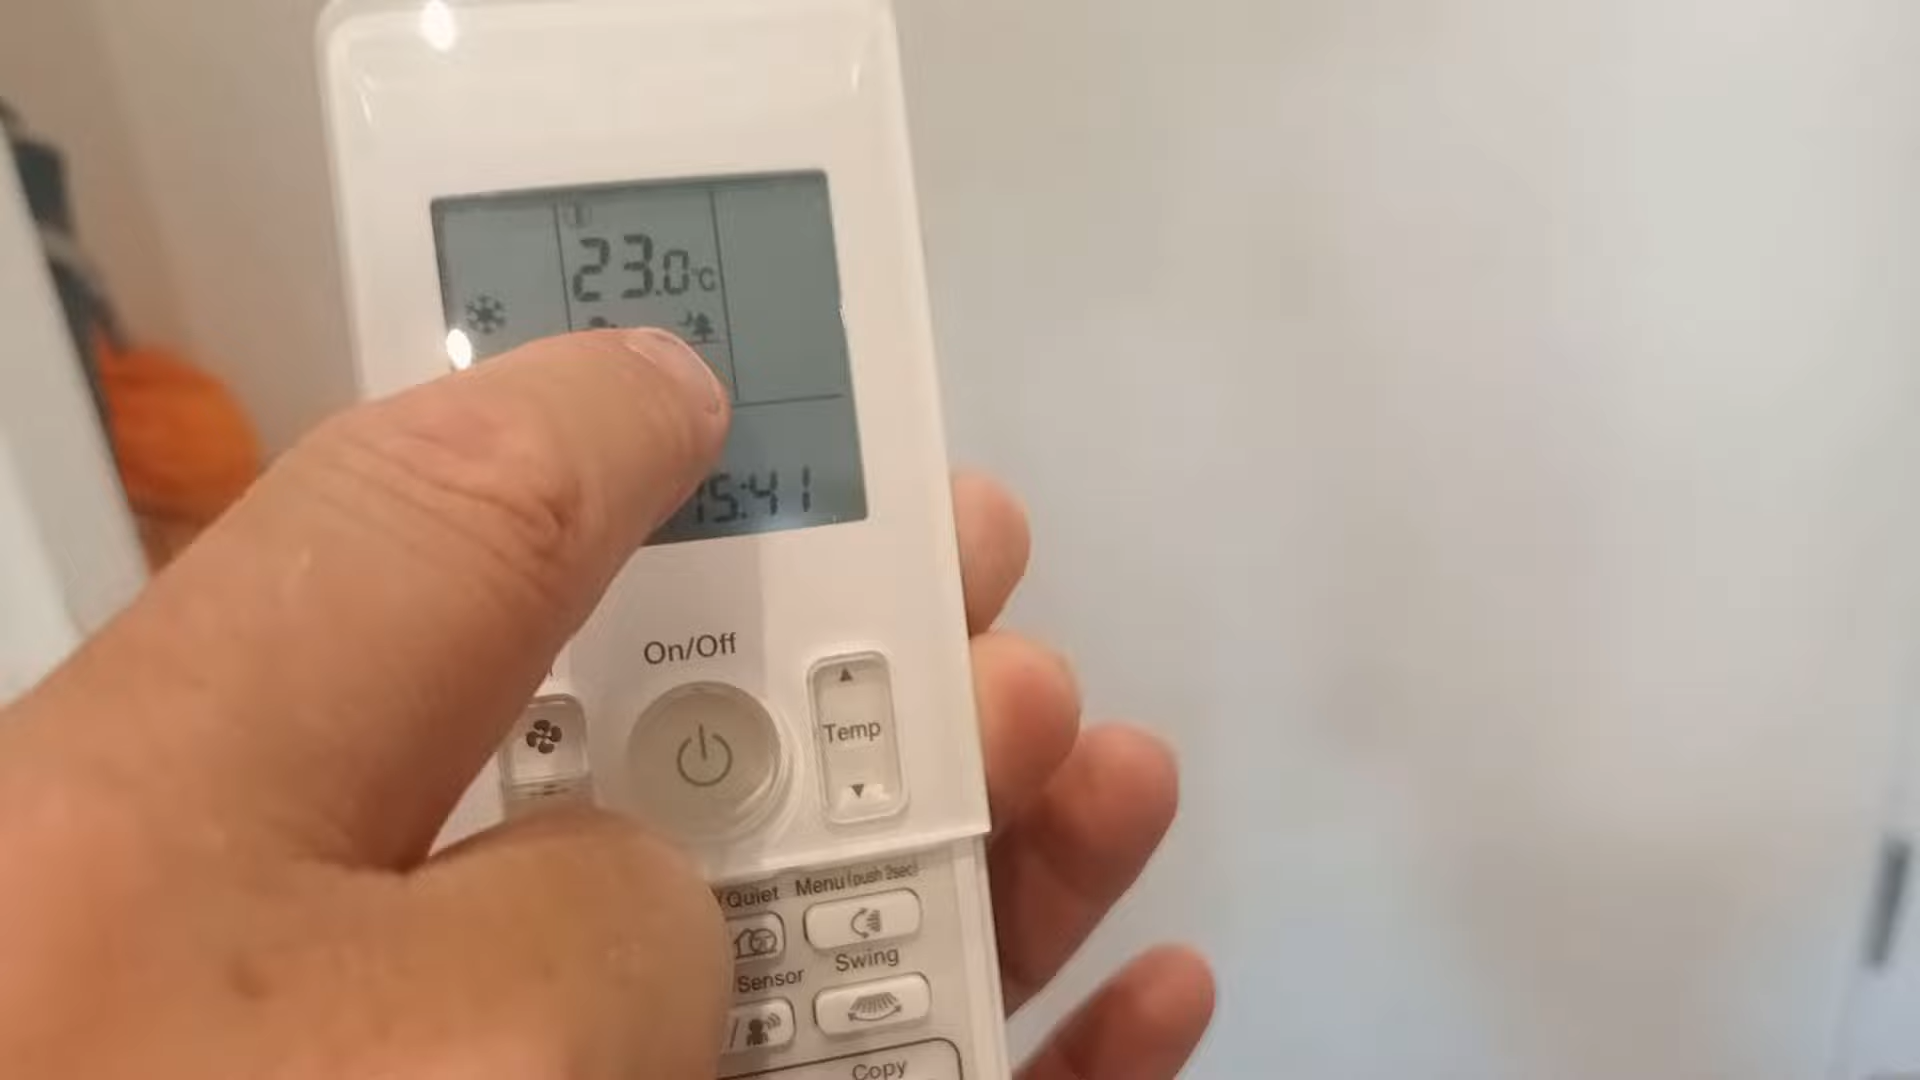 23.0°C
15:41
On/Off
Temp
Quiet Menu (push 2sec)
Sensor Swing
Copy